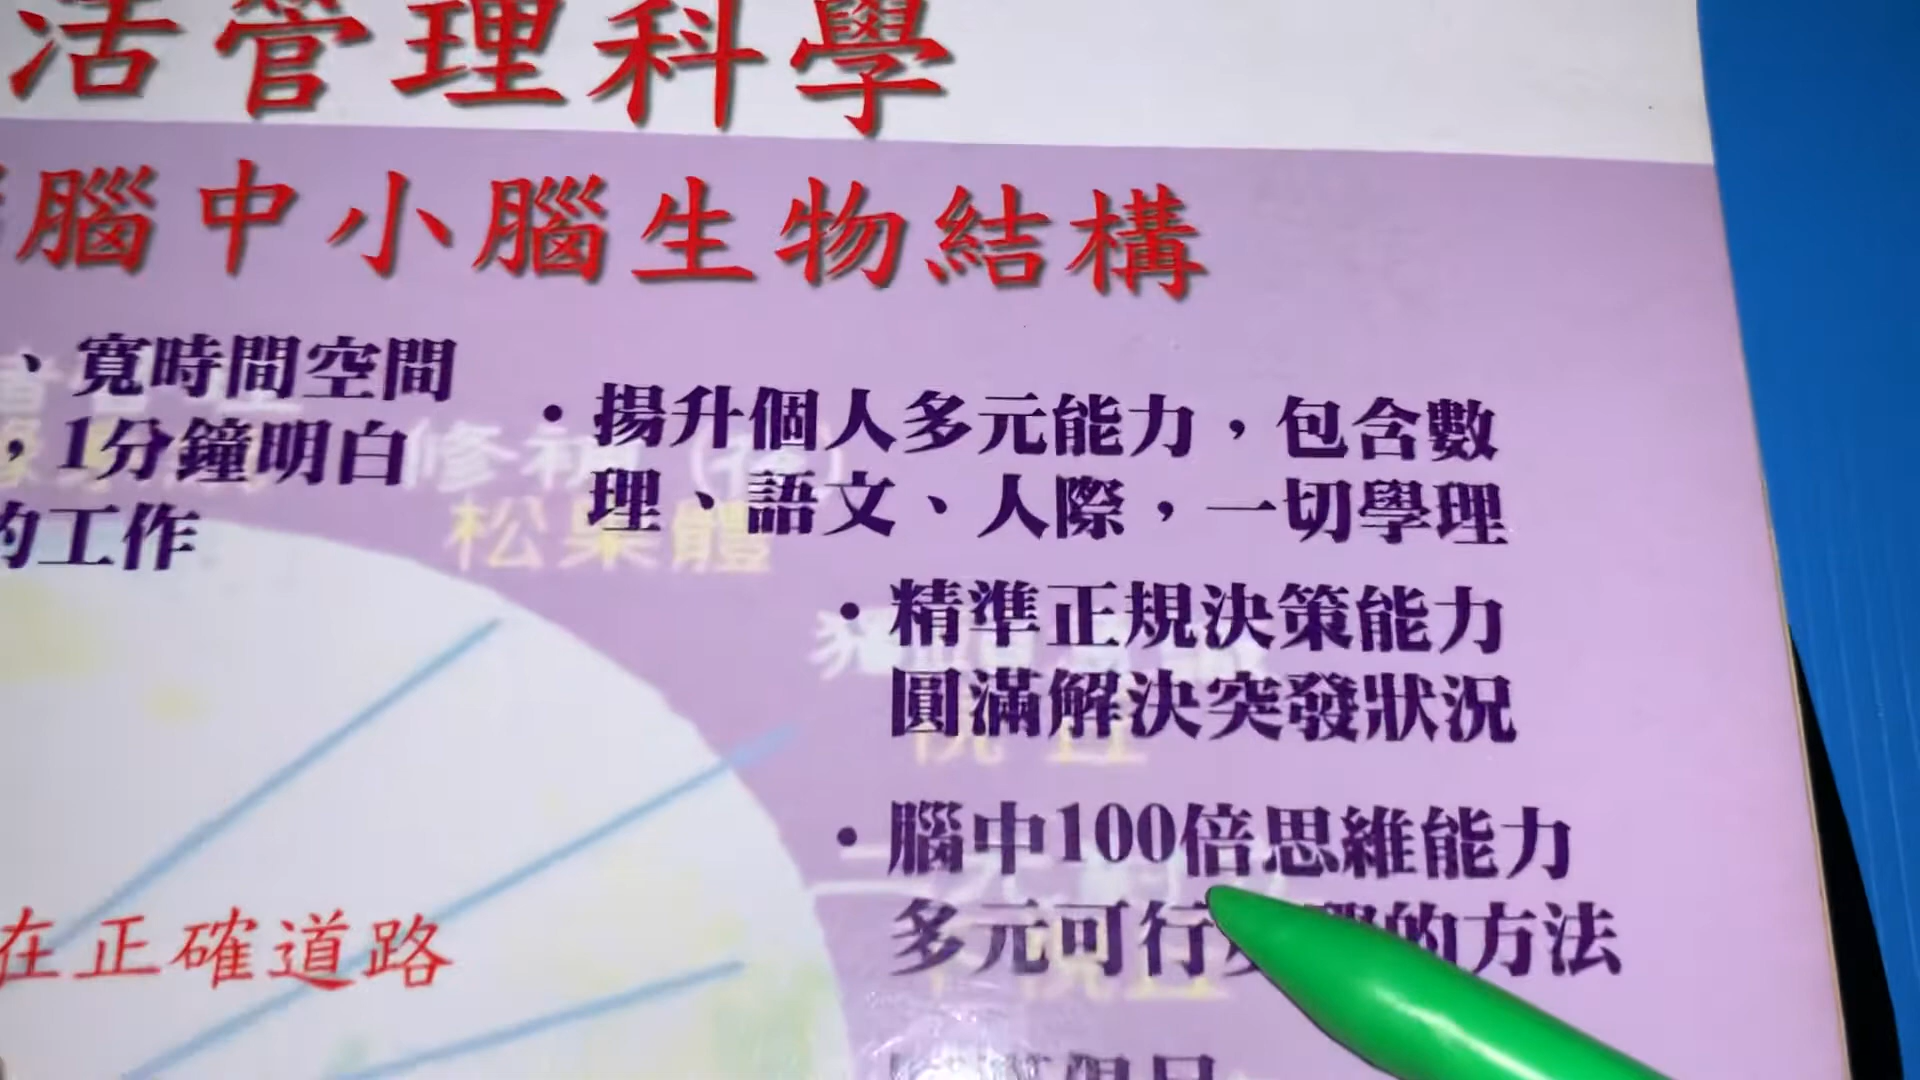 活管理科學
腦中小腦生物結構
、寬時間空間
，1分鐘明白
的工作
・揚升個人多元能力，包含數
理、語文、人際，一切學理
・精準正規決策能力
圓滿解決突發狀況
・腦中100倍思維能力
多元可行 的方法
在正確道路
修補
松果體
視丘